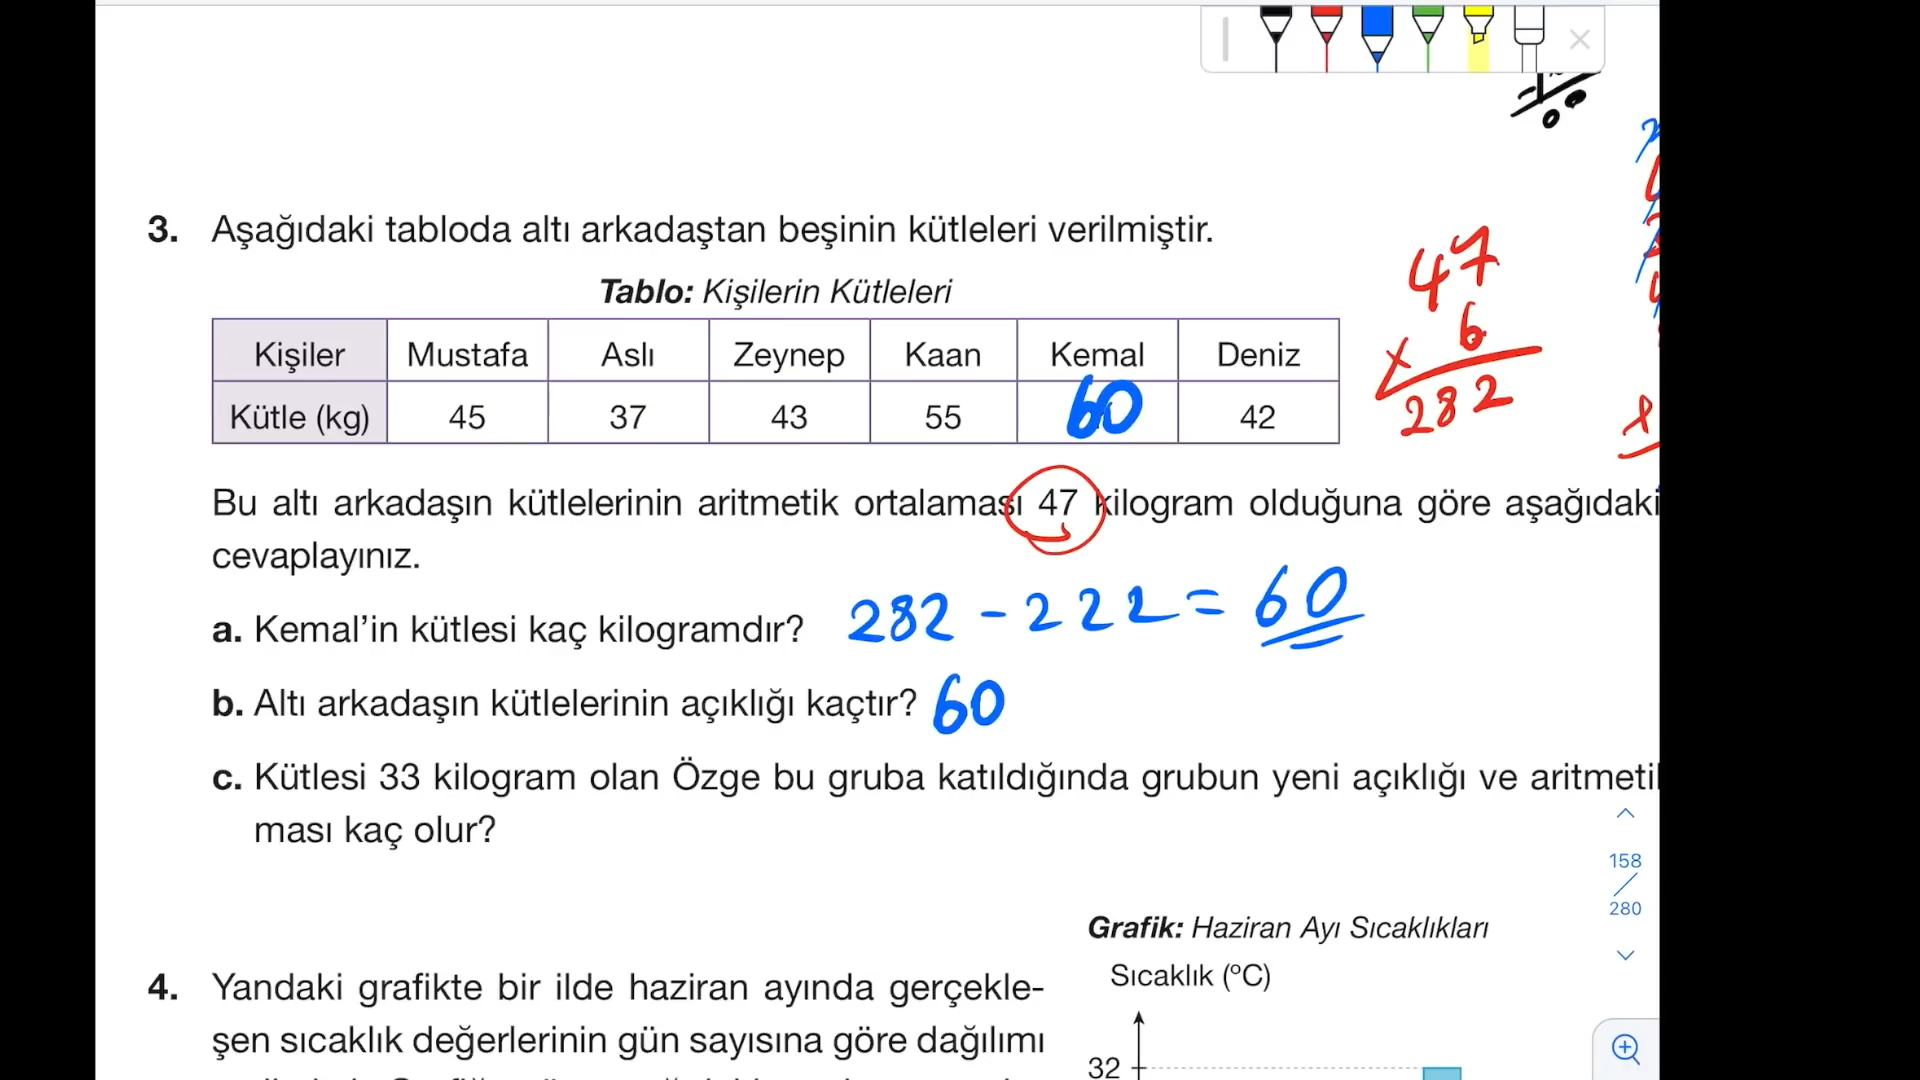 3. Aşağıdaki tabloda altı arkadaştan beşinin kütleleri verilmiştir.
Tablo: Kişilerin Kütleleri
Kişiler Mustafa Aslı Zeynep Kaan Kemal Deniz
Kütle (kg) 45 37 43 55 60 42
47
x 6
282
Bu altı arkadaşın kütlelerinin aritmetik ortalaması 47 kilogram olduğuna göre aşağıdaki
cevaplayınız.
a. Kemal'in kütlesi kaç kilogramdır? 282 - 222 = 60
b. Altı arkadaşın kütlelerinin açıklığı kaçtır? 60
c. Kütlesi 33 kilogram olan Özge bu gruba katıldığında grubun yeni açıklığı ve aritmeti
ması kaç olur?
158
280
Grafik: Haziran Ayı Sıcaklıkları
Sıcaklık (°C)
32
4. Yandaki grafikte bir ilde haziran ayında gerçekle-
şen sıcaklık değerlerinin gün sayısına göre dağılımı